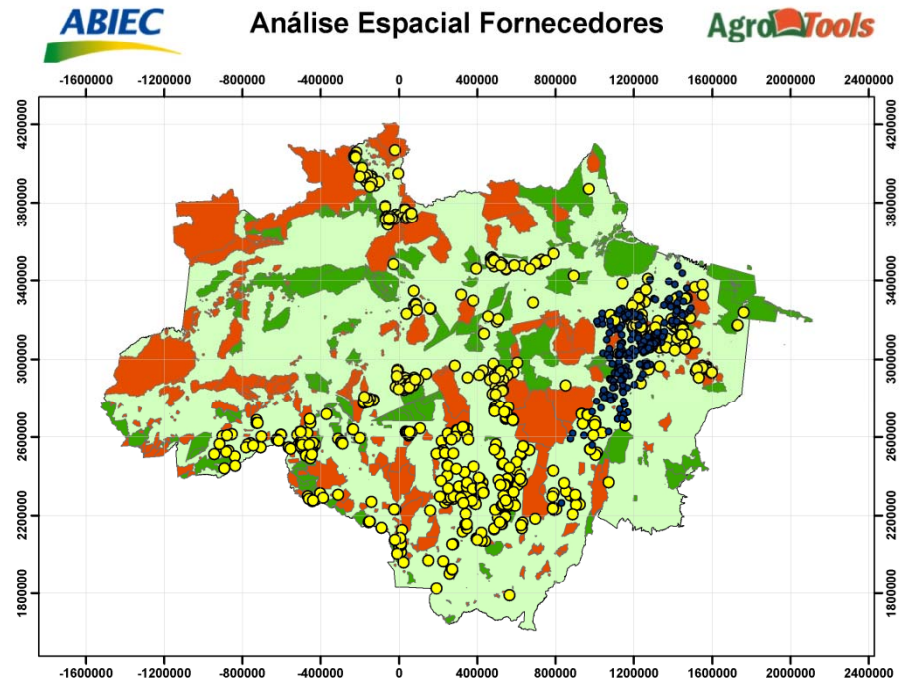 ABIEC
Análise Espacial Fornecedores
AgroTools
-1600000 -1200000 -800000 -400000 0 400000 800000 1200000 1600000 2000000 2400000
4200000 4200000
3800000 3800000
3400000 3400000
3000000 3000000
2600000 2600000
2200000 2200000
1800000 1800000
-1600000 -1200000 -800000 -400000 0 400000 800000 1200000 1600000 2000000 2400000